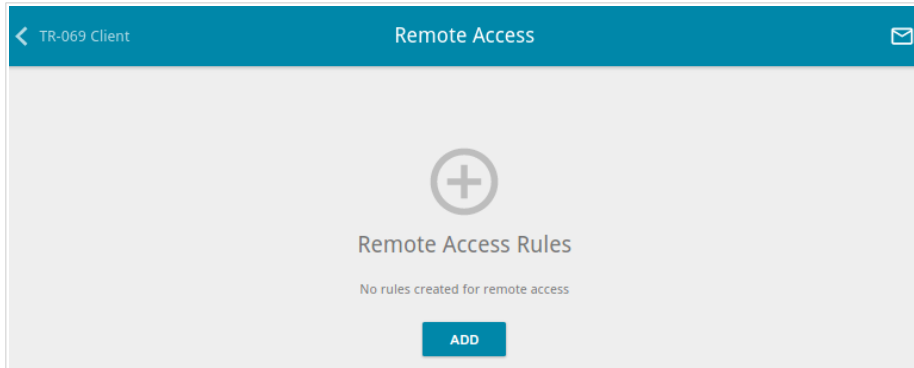 TR-069 Client
Remote Access
Remote Access Rules
No rules created for remote access
ADD